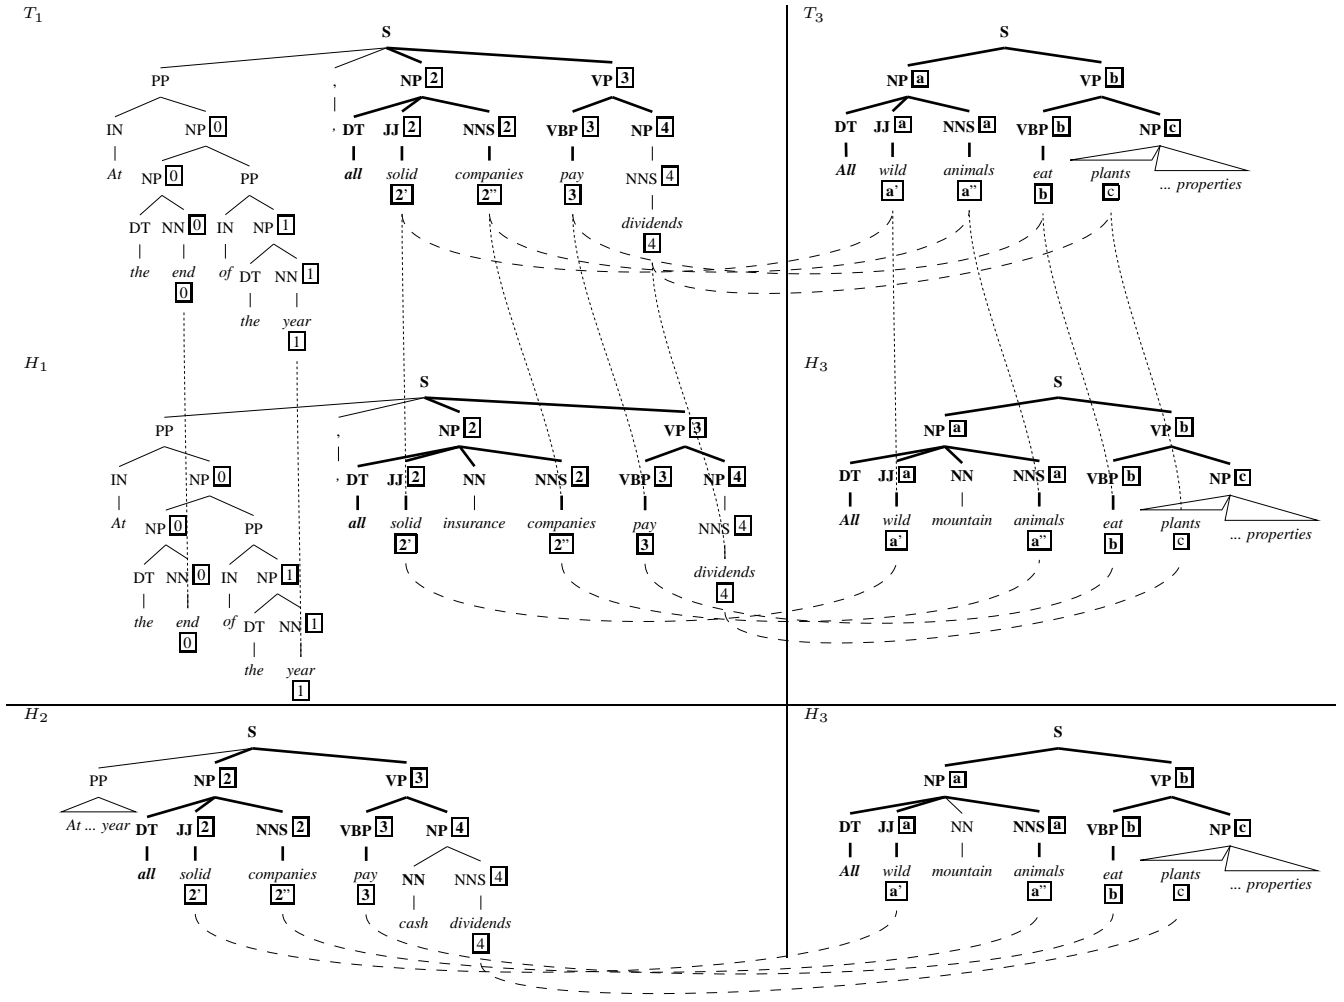 T1
S
PP NP 2 VP 3
,
IN NP 0 , DT JJ 2 NNS 2 VBP 3 NP 4
At NP 0 PP all solid companies pay NNS 4
2' 2'' 3
DT NN 0 IN NP 1 dividends
4
the end of DT NN 1
0
the year
1
T3
S
NP a VP b
DT JJ a NNS a VBP b NP c
All wild animals eat plants ... properties
a' a'' b c
H1
S
PP NP 2 VP 3
,
IN NP 0 , DT JJ 2 NN NNS 2 VBP 3 NP 4
At NP 0 PP all solid insurance companies pay NNS 4
2' 2'' 3
DT NN 0 IN NP 1 dividends
4
the end of DT NN 1
0
the year
1
H3
S
NP a VP b
DT JJ a NN NNS a VBP b NP c
All wild mountain animals eat plants ... properties
a' a'' b c
H2
S
PP NP 2 VP 3
At ... year DT JJ 2 NNS 2 VBP 3 NP 4
all solid companies pay NN NNS 4
2' 2'' 3
cash dividends
4
H3
S
NP a VP b
DT JJ a NN NNS a VBP b NP c
All wild mountain animals eat plants ... properties
a' a'' b c